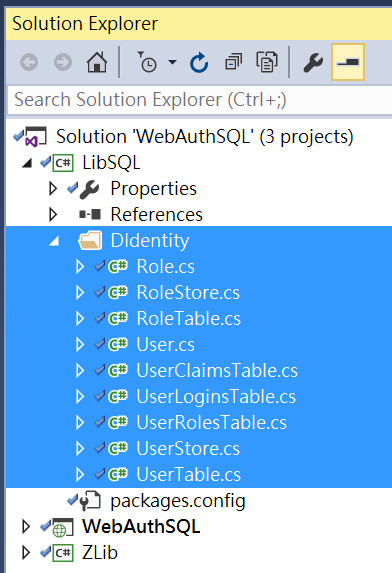 Solution Explorer
Search Solution Explorer (Ctrl+;)
Solution 'WebAuthSQL' (3 projects)
C# LibSQL
Properties
References
DIdentity
C# Role.cs
C# RoleStore.cs
C# RoleTable.cs
C# User.cs
C# UserClaimsTable.cs
C# UserLoginsTable.cs
C# UserRolesTable.cs
C# UserStore.cs
C# UserTable.cs
packages.config
WebAuthSQL
C# ZLib